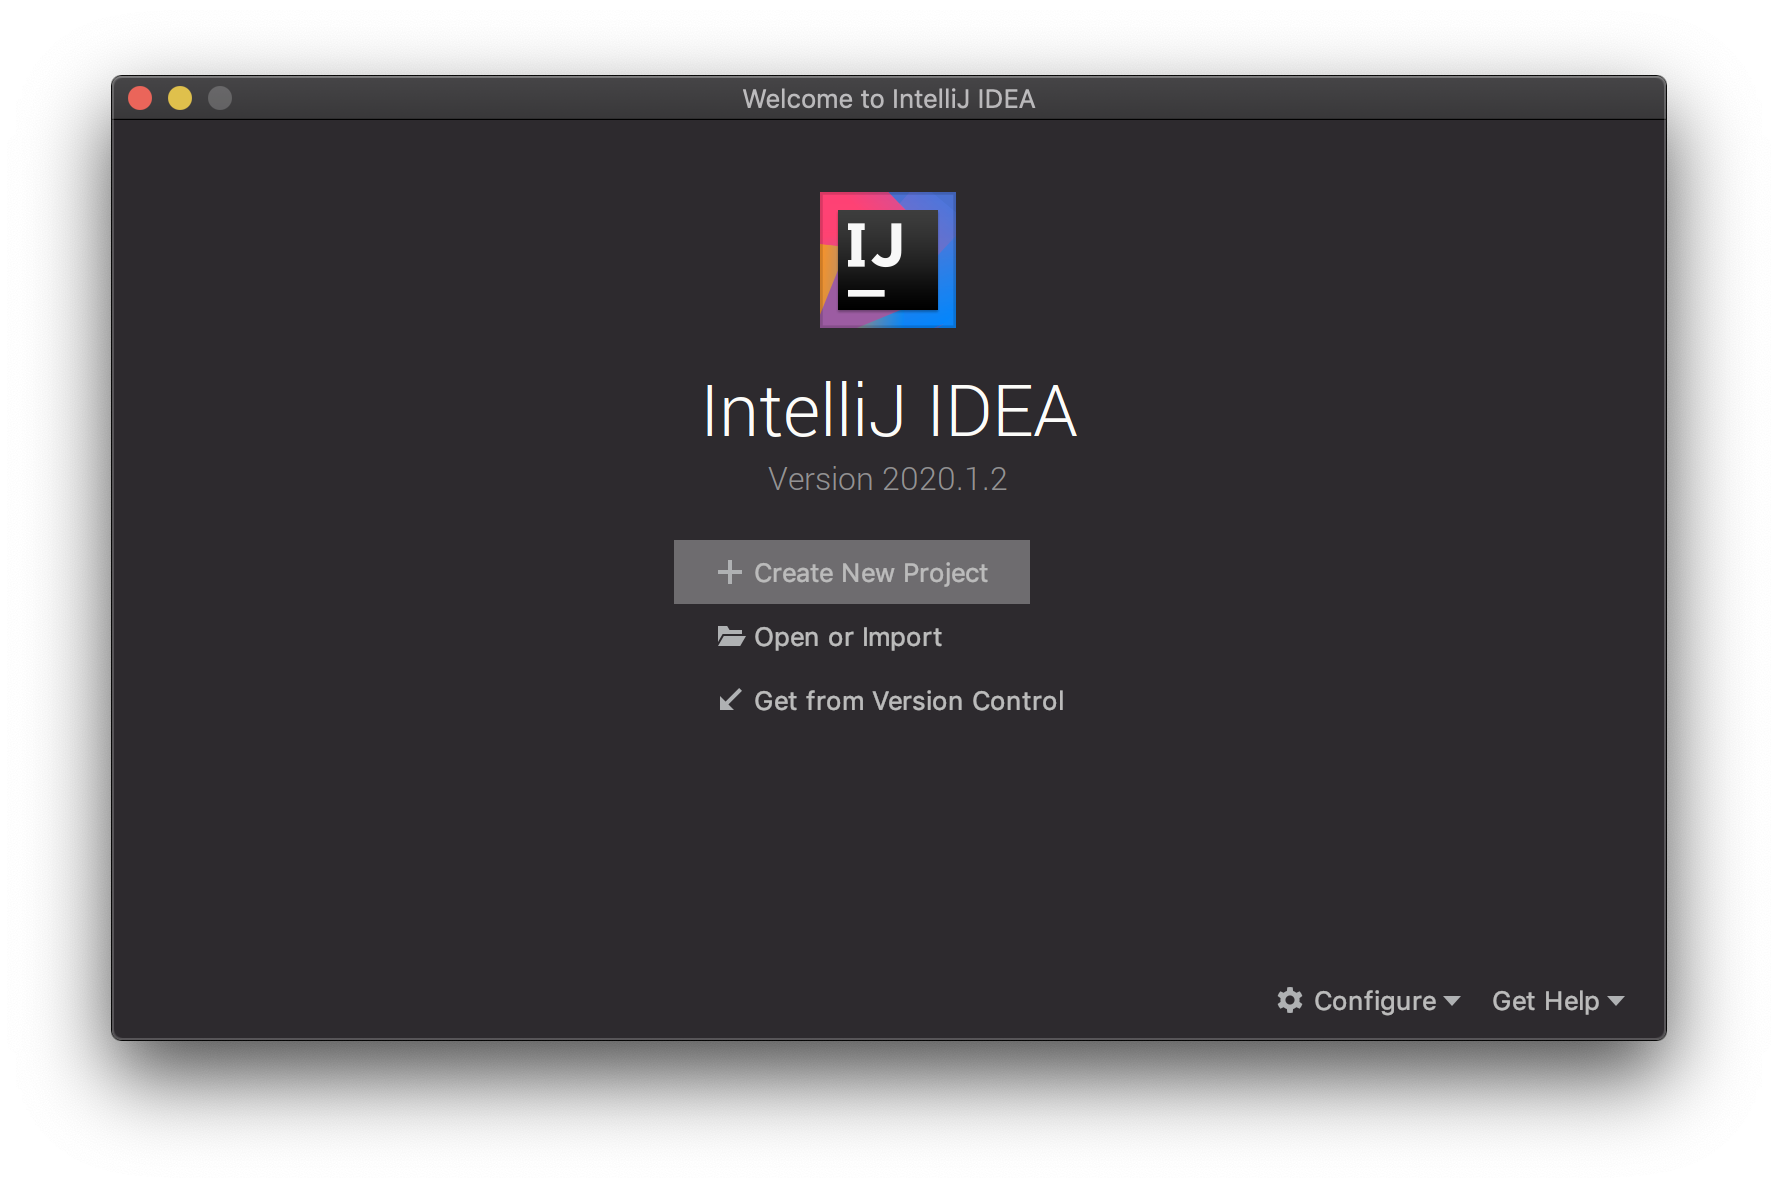 Welcome to IntelliJ IDEA
IJ
IntelliJ IDEA
Version 2020.1.2
Create New Project
Open or Import
Get from Version Control
Configure Get Help